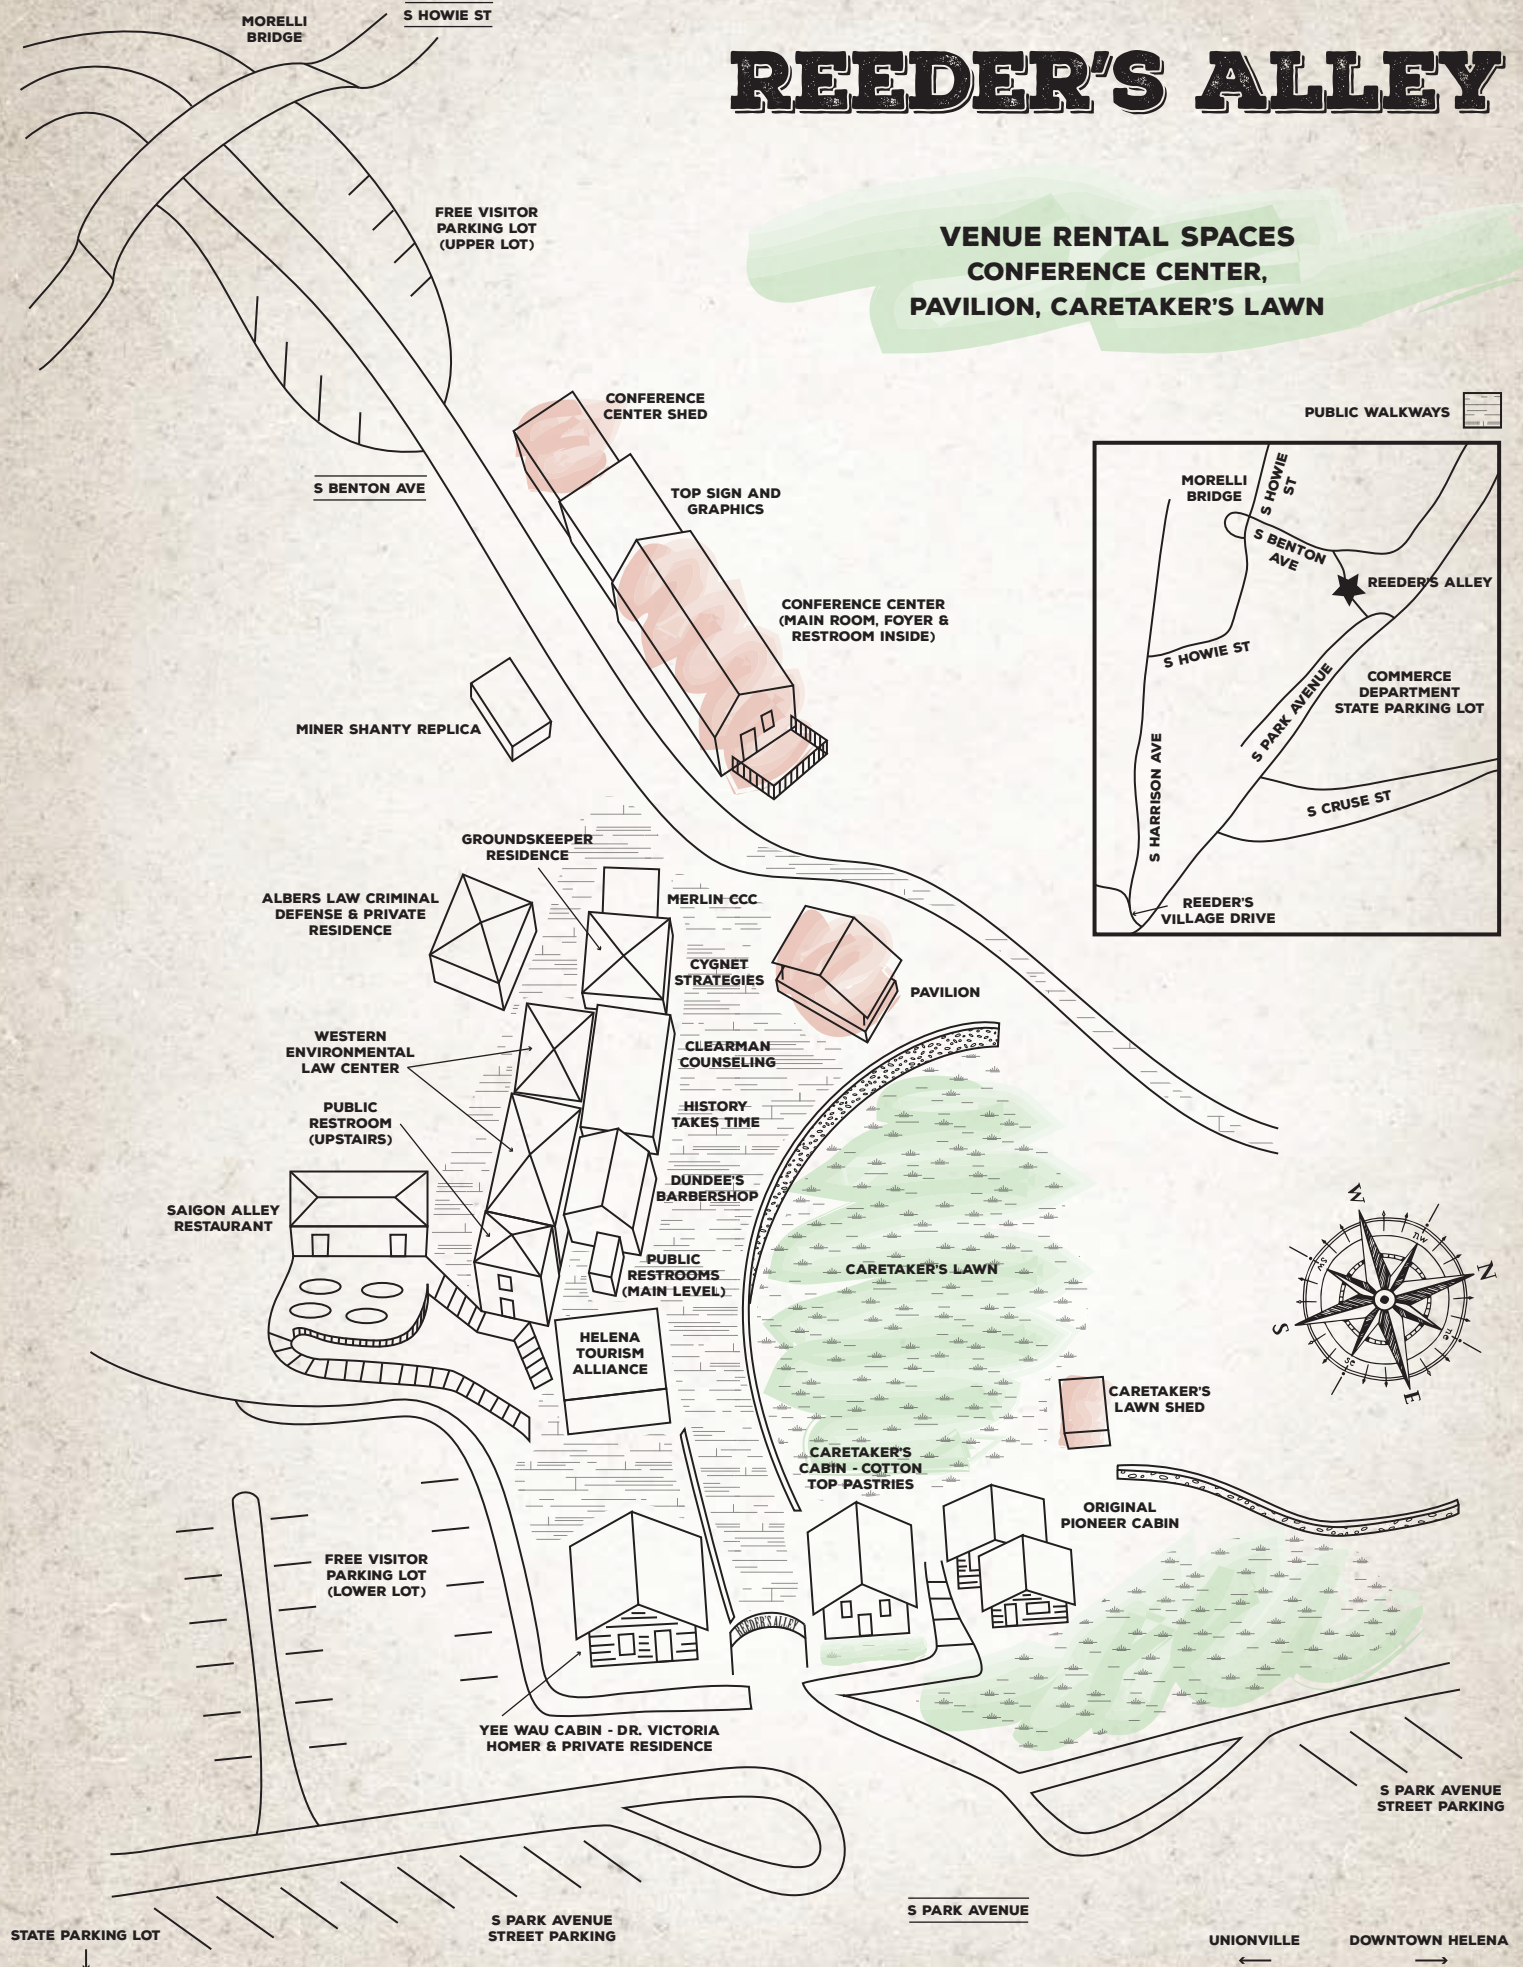 MORELLI
BRIDGE
S HOWIE ST
REEDER'S ALLEY
FREE VISITOR
PARKING LOT
(UPPER LOT)
VENUE RENTAL SPACES
CONFERENCE CENTER,
PAVILION, CARETAKER'S LAWN
CONFERENCE
CENTER SHED
PUBLIC WALKWAYS
S BENTON AVE
TOP SIGN AND
GRAPHICS
CONFERENCE CENTER
(MAIN ROOM, FOYER &
RESTROOM INSIDE)
MINER SHANTY REPLICA
MORELLI
BRIDGE
S HOWIE
ST
S BENTON
AVE
REEDER'S ALLEY
S HOWIE ST
COMMERCE
DEPARTMENT
STATE PARKING LOT
S PARK AVENUE
S HARRISON AVE
S CRUSE ST
REEDER'S
VILLAGE DRIVE
GROUNDSKEEPER
RESIDENCE
ALBERS LAW CRIMINAL
DEFENSE & PRIVATE
RESIDENCE
MERLIN CCC
CYGNET
STRATEGIES
PAVILION
WESTERN
ENVIRONMENTAL
LAW CENTER
CLEARMAN
COUNSELING
PUBLIC
RESTROOM
(UPSTAIRS)
HISTORY
TAKES TIME
SAIGON ALLEY
RESTAURANT
DUNDEE'S
BARBERSHOP
PUBLIC
RESTROOMS
(MAIN LEVEL)
CARETAKER'S LAWN
W
nw
N
ne
E
se
S
sw
HELENA
TOURISM
ALLIANCE
CARETAKER'S
LAWN SHED
CARETAKER'S
CABIN - COTTON
TOP PASTRIES
ORIGINAL
PIONEER CABIN
FREE VISITOR
PARKING LOT
(LOWER LOT)
REEDER'S ALLEY
YEE WAU CABIN - DR. VICTORIA
HOMER & PRIVATE RESIDENCE
S PARK AVENUE
STREET PARKING
S PARK AVENUE
STREET PARKING
S PARK AVENUE
STATE PARKING LOT
UNIONVILLE
DOWNTOWN HELENA